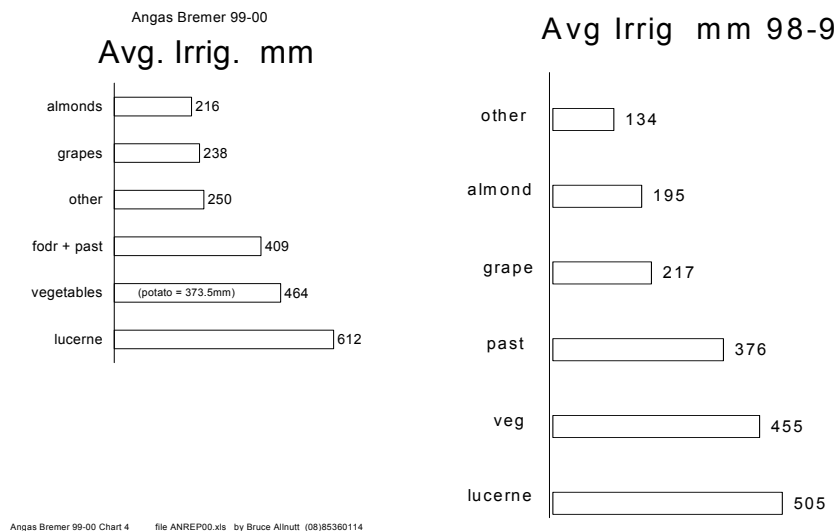 Angas Bremer 99-00
Avg. Irrig. mm
almonds 216
grapes 238
other 250
fodr + past 409
vegetables (potato = 373.5mm) 464
lucerne 612
Angas Bremer 99-00 Chart 4 file ANREP00.xls by Bruce Allnutt (08)85360114
Avg Irrig mm 98-9
other 134
almond 195
grape 217
past 376
veg 455
lucerne 505